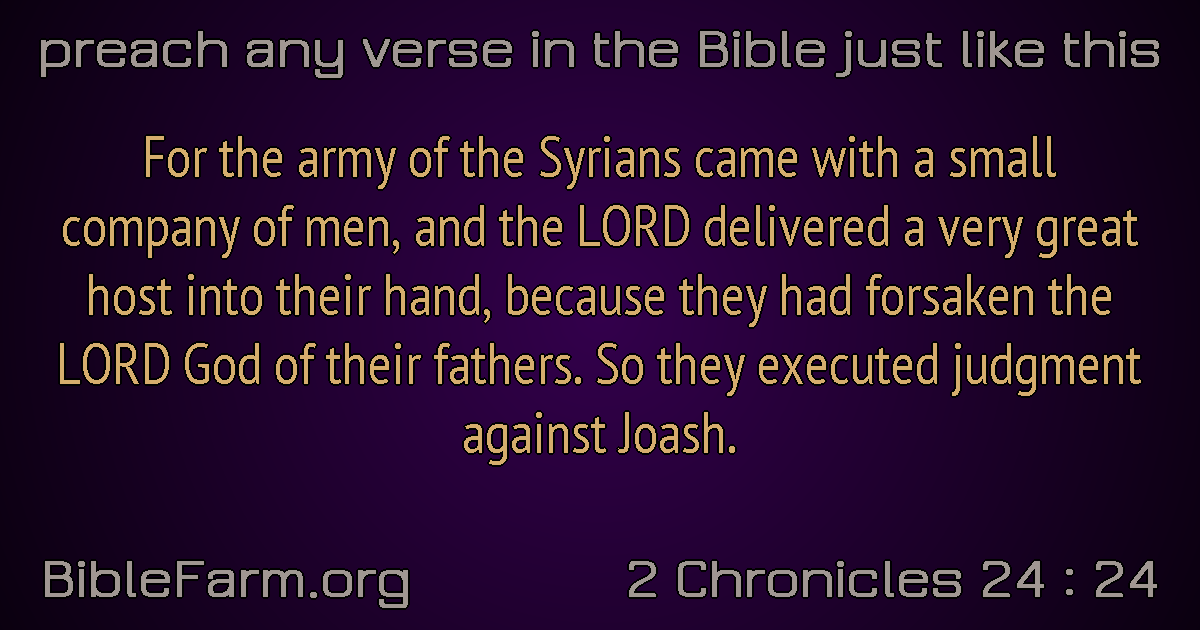 preach any verse in the Bible just like this
For the army of the Syrians came with a small
company of men, and the LORD delivered a very great
host into their hand, because they had forsaken the
LORD God of their fathers. So they executed judgment
against Joash.
BibleFarm.org
2 Chronicles 24 : 24